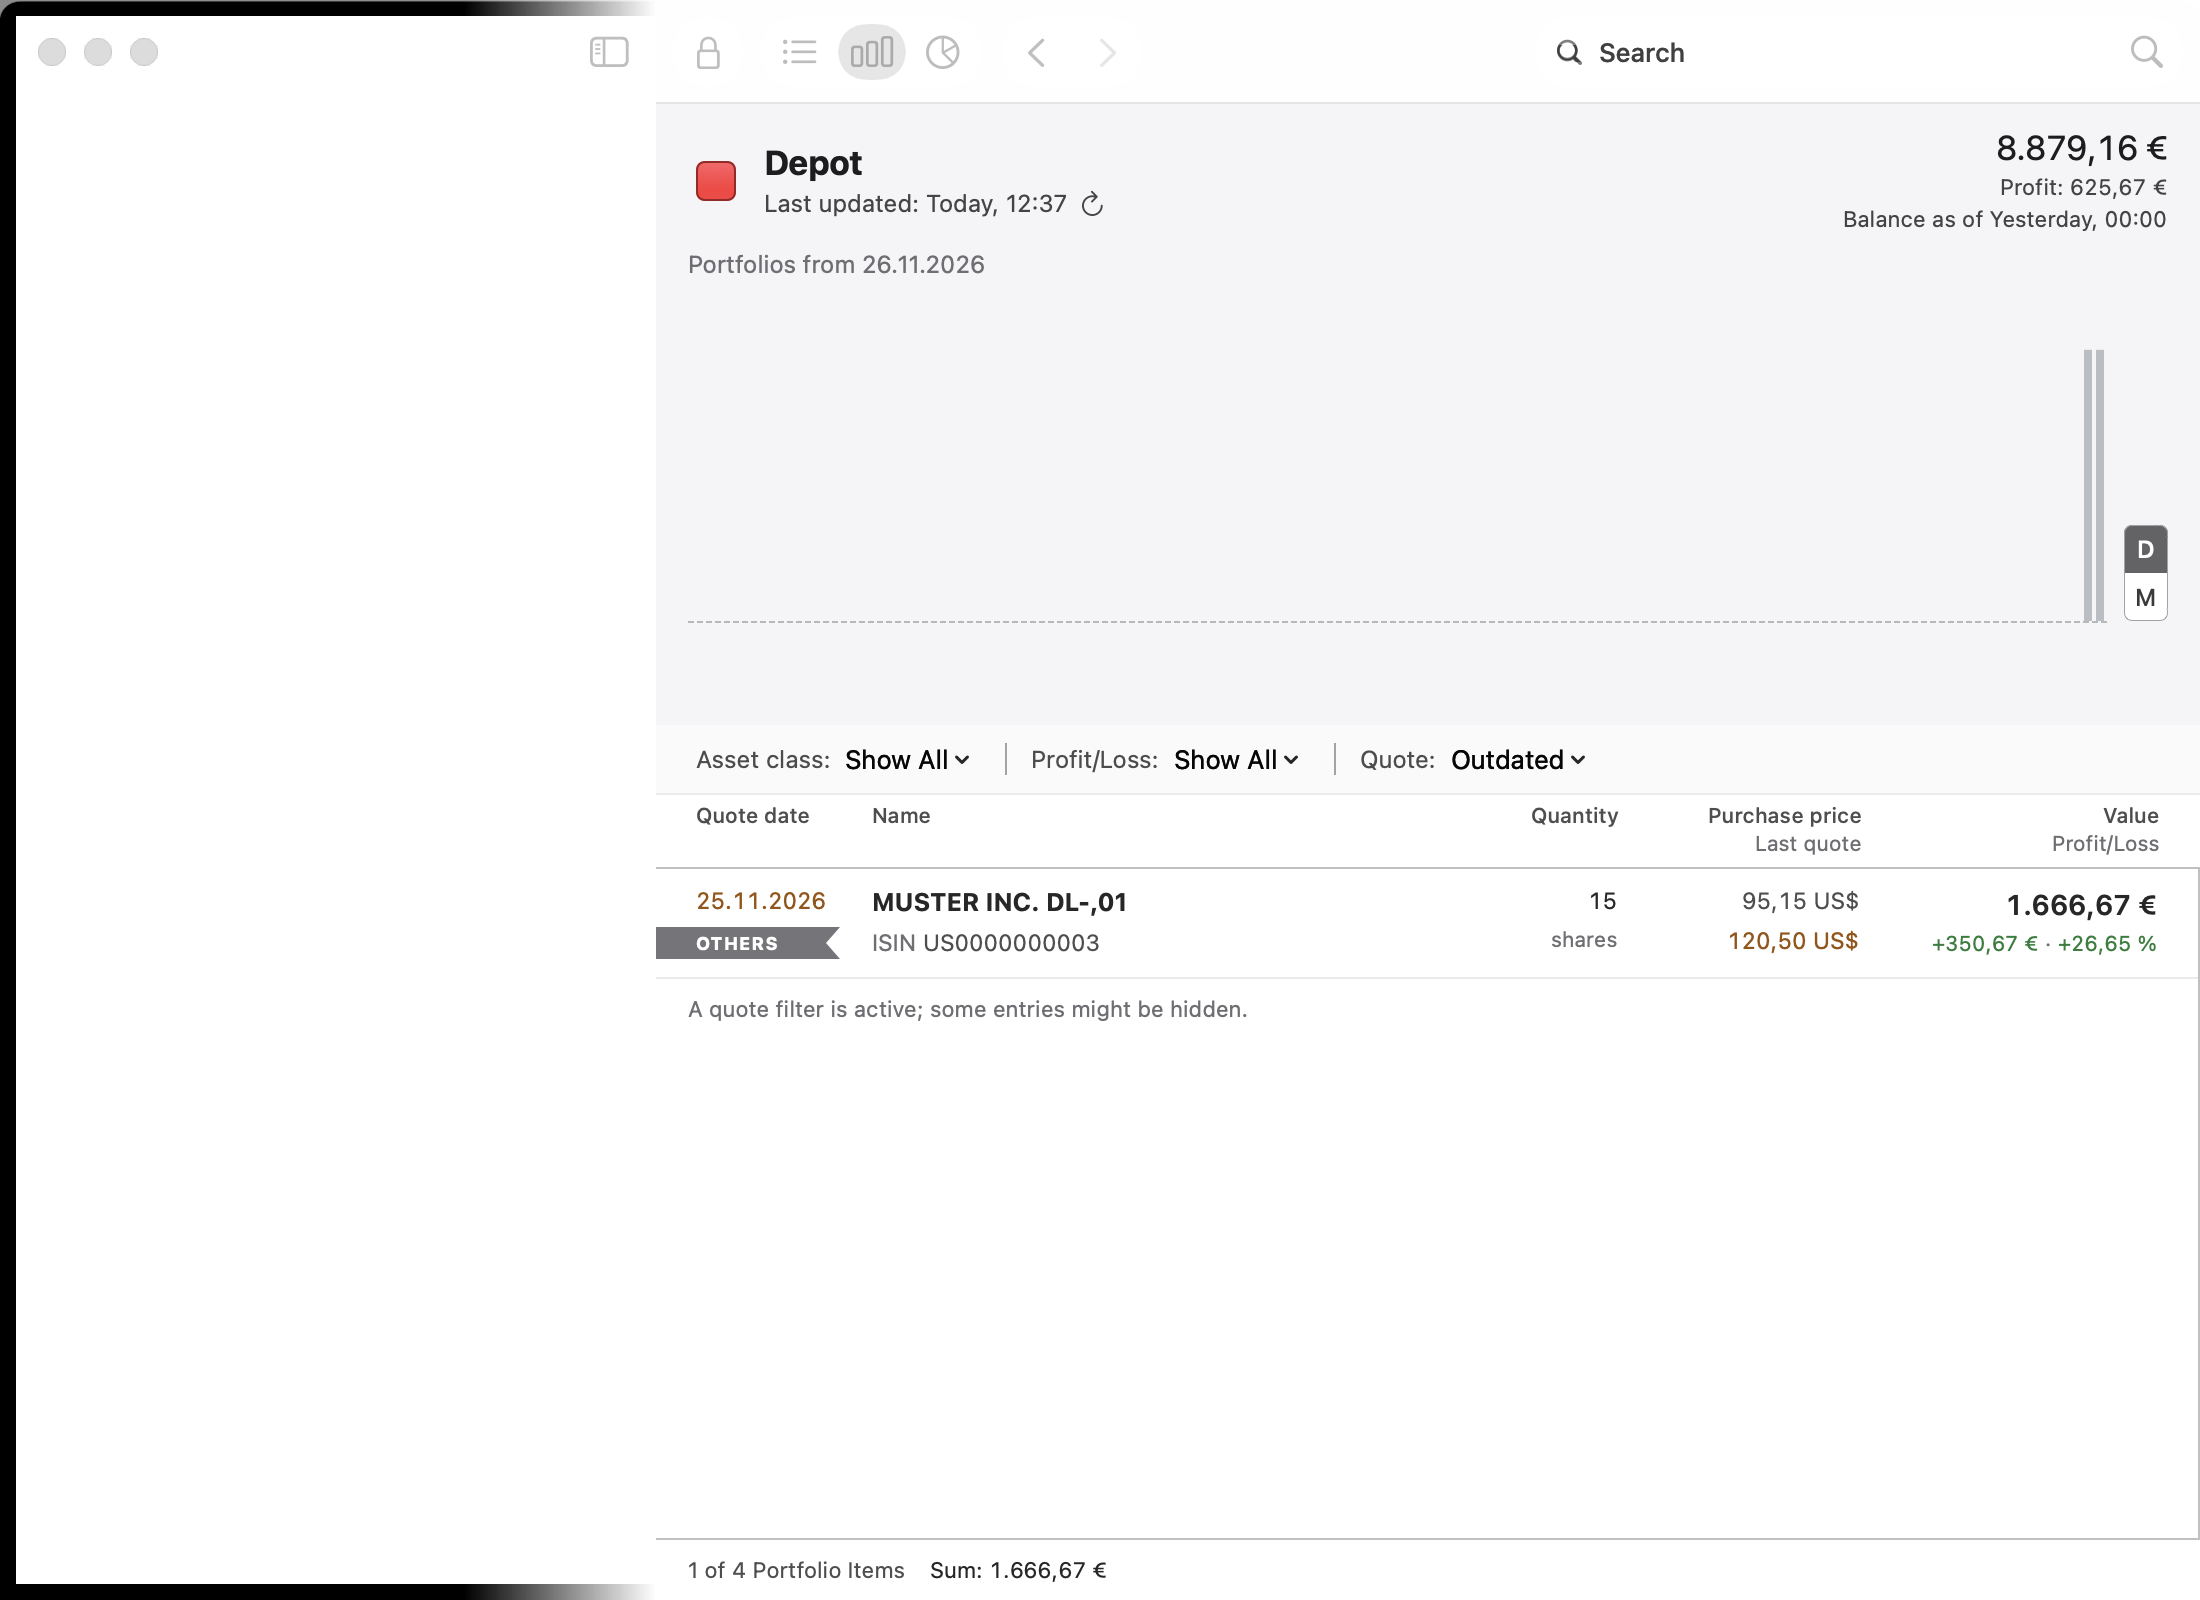 Search
Depot
Last updated: Today, 12:37
8.879,16 €
Profit: 625,67 €
Balance as of Yesterday, 00:00
Portfolios from 26.11.2026
D
M
Asset class: Show All
Profit/Loss: Show All
Quote: Outdated
Quote date Name Quantity Purchase price Value
Last quote Profit/Loss
25.11.2026 MUSTER INC. DL-,01 15 95,15 US$ 1.666,67 €
OTHERS ISIN US0000000003 shares 120,50 US$ +350,67 € · +26,65 %
A quote filter is active; some entries might be hidden.
1 of 4 Portfolio Items Sum: 1.666,67 €